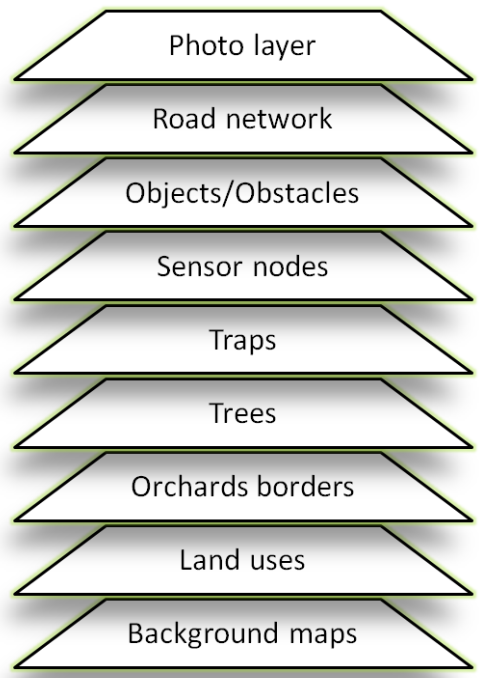 Photo layer
Road network
Objects/Obstacles
Sensor nodes
Traps
Trees
Orchards borders
Land uses
Background maps